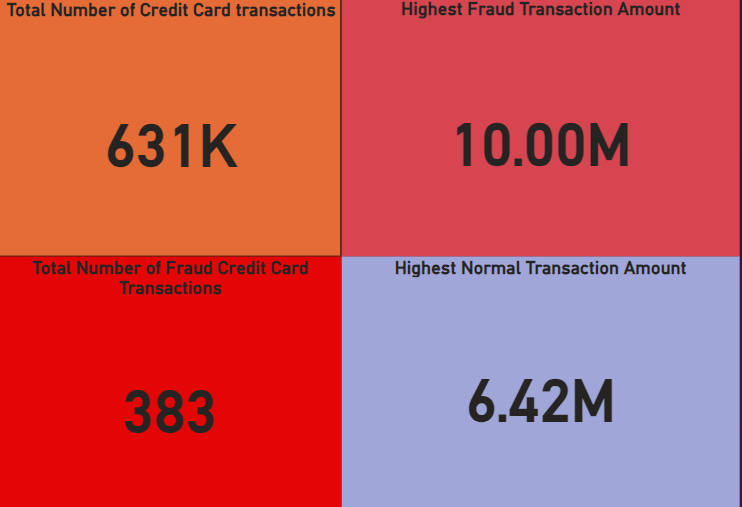 Total Number of Credit Card transactions
631K
Highest Fraud Transaction Amount
10.00M
Total Number of Fraud Credit Card
Transactions
383
Highest Normal Transaction Amount
6.42M